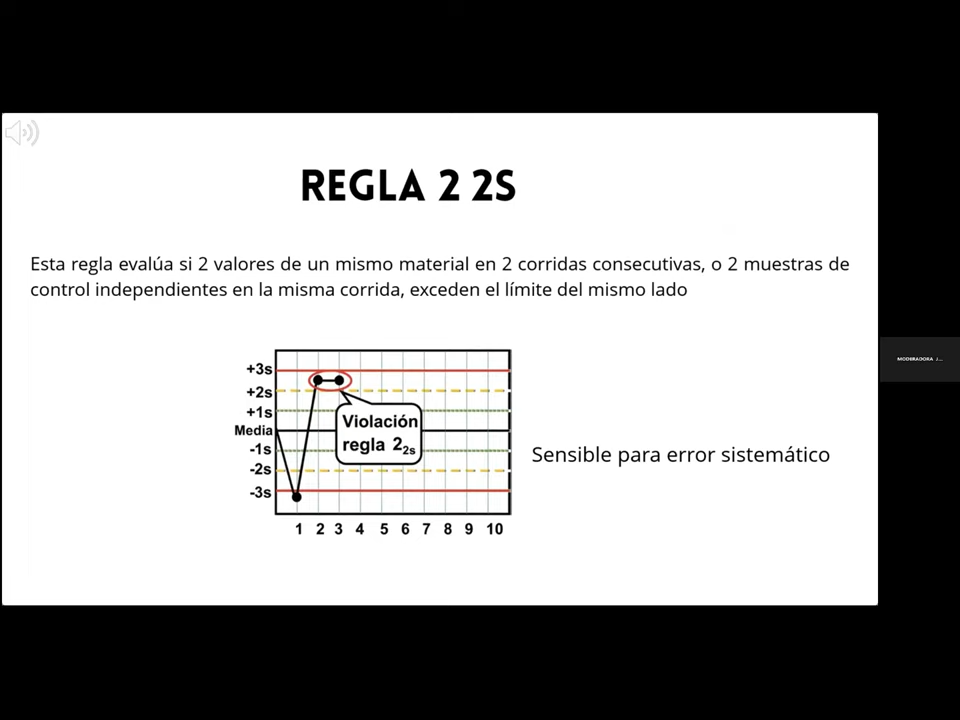 REGLA 2 2S
Esta regla evalúa si 2 valores de un mismo material en 2 corridas consecutivas, o 2 muestras de
control independientes en la misma corrida, exceden el límite del mismo lado
+3s
+2s
+1s
Media
-1s
-2s
-3s
Violación
regla 2₂ₛ
1 2 3 4 5 6 7 8 9 10
Sensible para error sistemático
MODERADORA J...